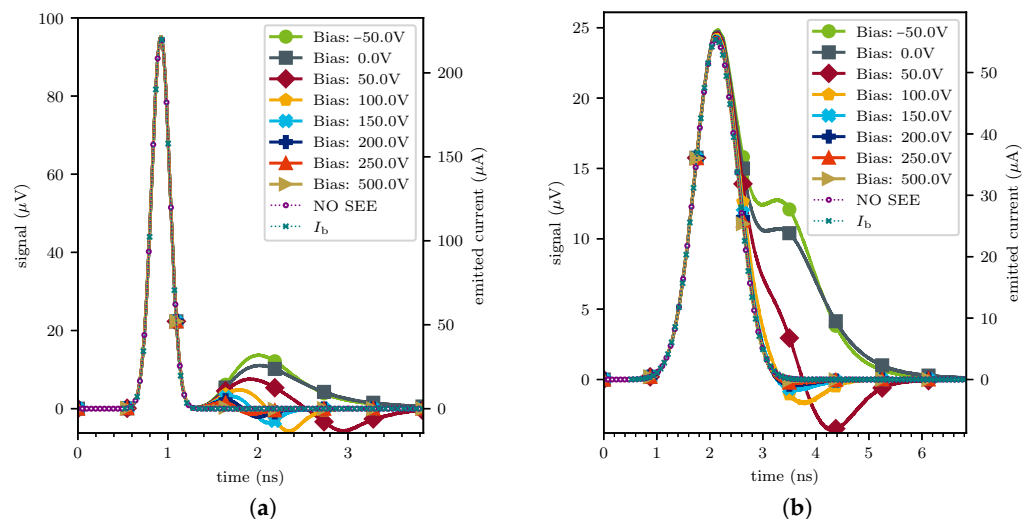 100
80
60
40
20
0
signal (μV)
0
1
2
3
time (ns)
200
150
100
50
0
emitted current (μA)
Bias: −50.0V
Bias: 0.0V
Bias: 50.0V
Bias: 100.0V
Bias: 150.0V
Bias: 200.0V
Bias: 250.0V
Bias: 500.0V
NO SEE
I_b
(a)
25
20
15
10
5
0
signal (μV)
0
1
2
3
4
5
6
time (ns)
50
40
30
20
10
0
emitted current (μA)
Bias: −50.0V
Bias: 0.0V
Bias: 50.0V
Bias: 100.0V
Bias: 150.0V
Bias: 200.0V
Bias: 250.0V
Bias: 500.0V
NO SEE
I_b
(b)